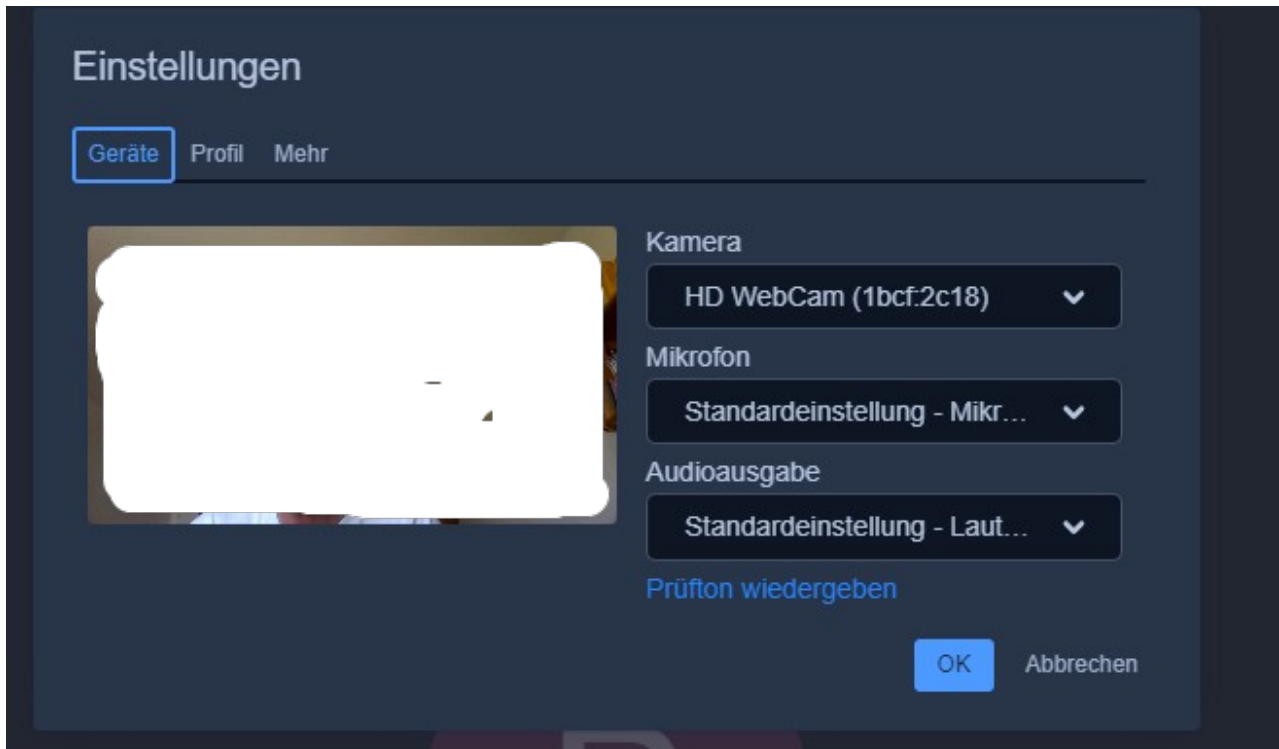 Einstellungen
Geräte Profil Mehr
Kamera
HD WebCam (1bcf:2c18)
Mikrofon
Standardeinstellung - Mikr...
Audioausgabe
Standardeinstellung - Laut...
Prüfton wiedergeben
OK Abbrechen